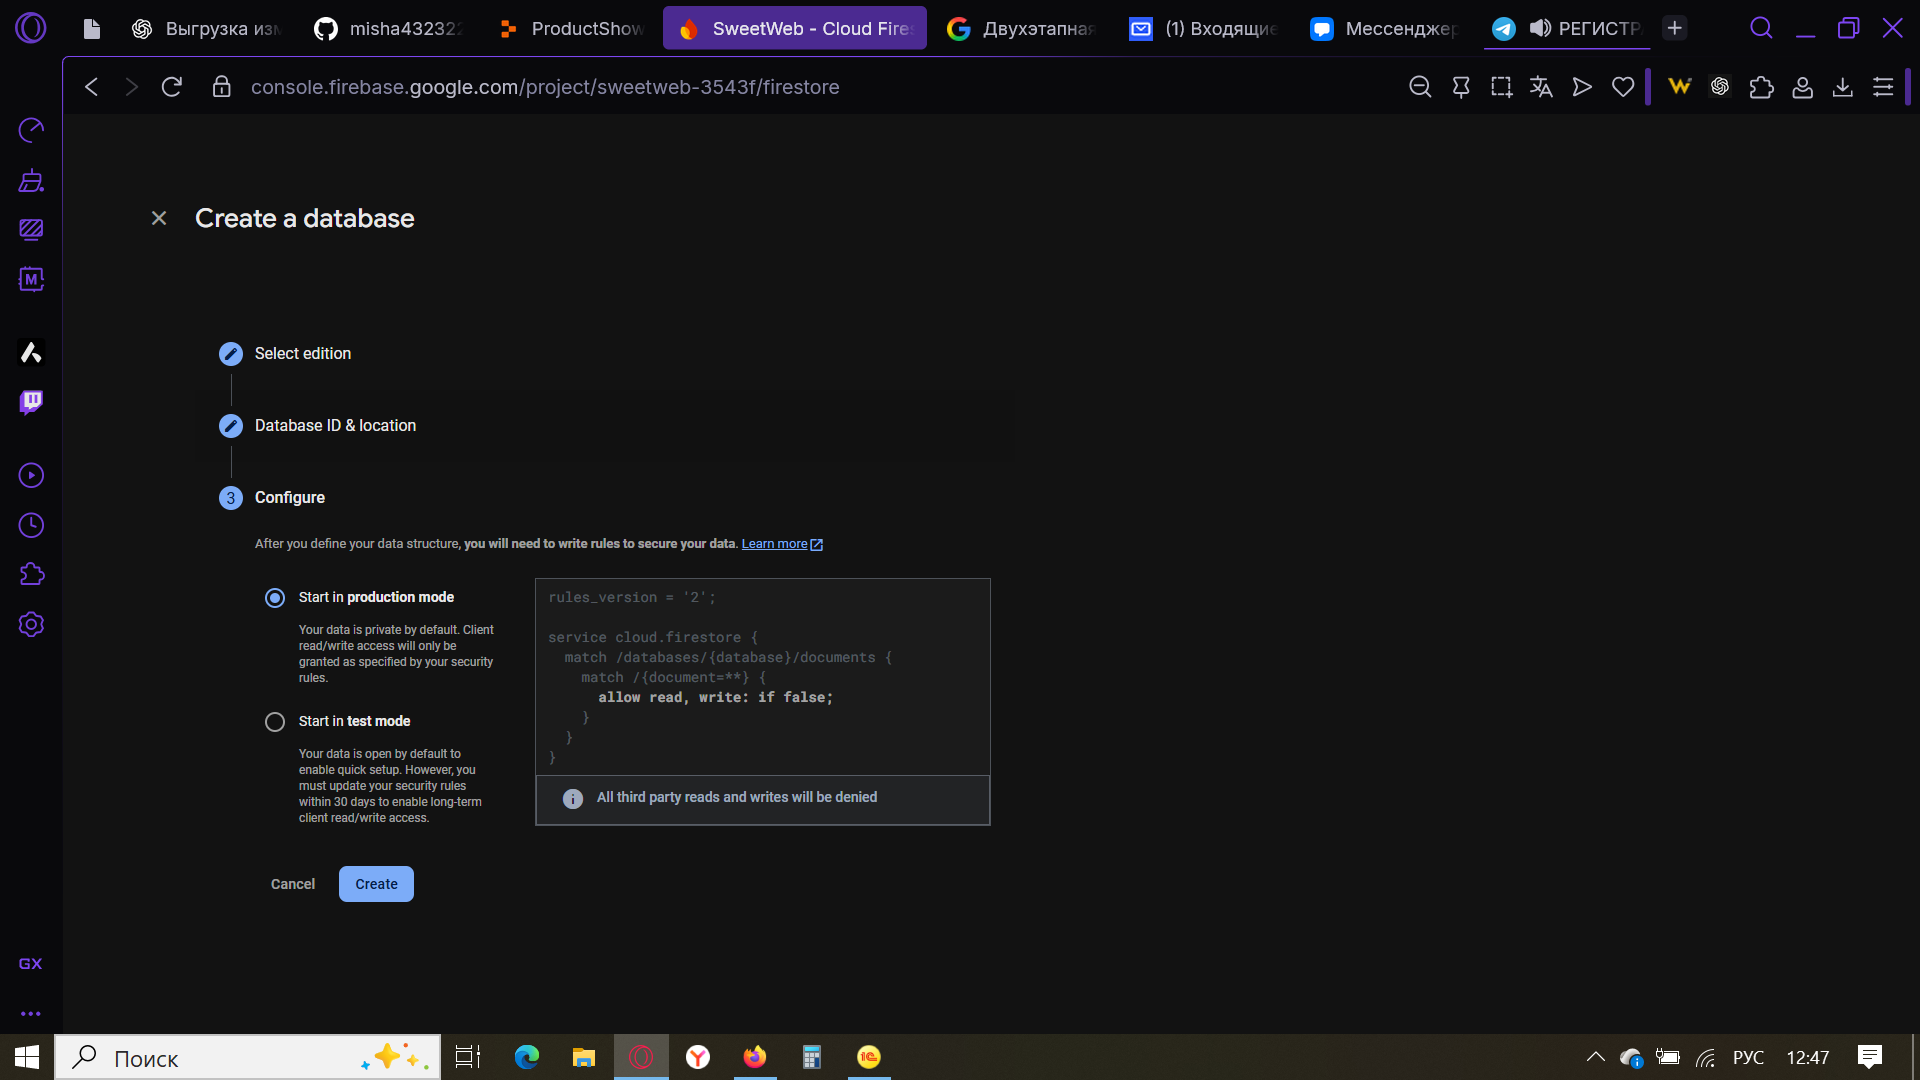 Выгрузка изм
misha432322
ProductShow
SweetWeb - Cloud Fires
Двухэтапная
(1) Входящие
Мессенджер
РЕГИСТРА
console.firebase.google.com/project/sweetweb-3543f/firestore
Create a database
Select edition
Database ID & location
3 Configure
After you define your data structure, you will need to write rules to secure your data. Learn more
Start in production mode
Your data is private by default. Client
read/write access will only be
granted as specified by your security
rules.
Start in test mode
Your data is open by default to
enable quick setup. However, you
must update your security rules
within 30 days to enable long-term
client read/write access.
rules_version = '2';
service cloud.firestore {
match /databases/{database}/documents {
match /{document=**} {
allow read, write: if false;
}
}
}
All third party reads and writes will be denied
Cancel
Create
M
GX
Поиск
1С
РУС
12:47